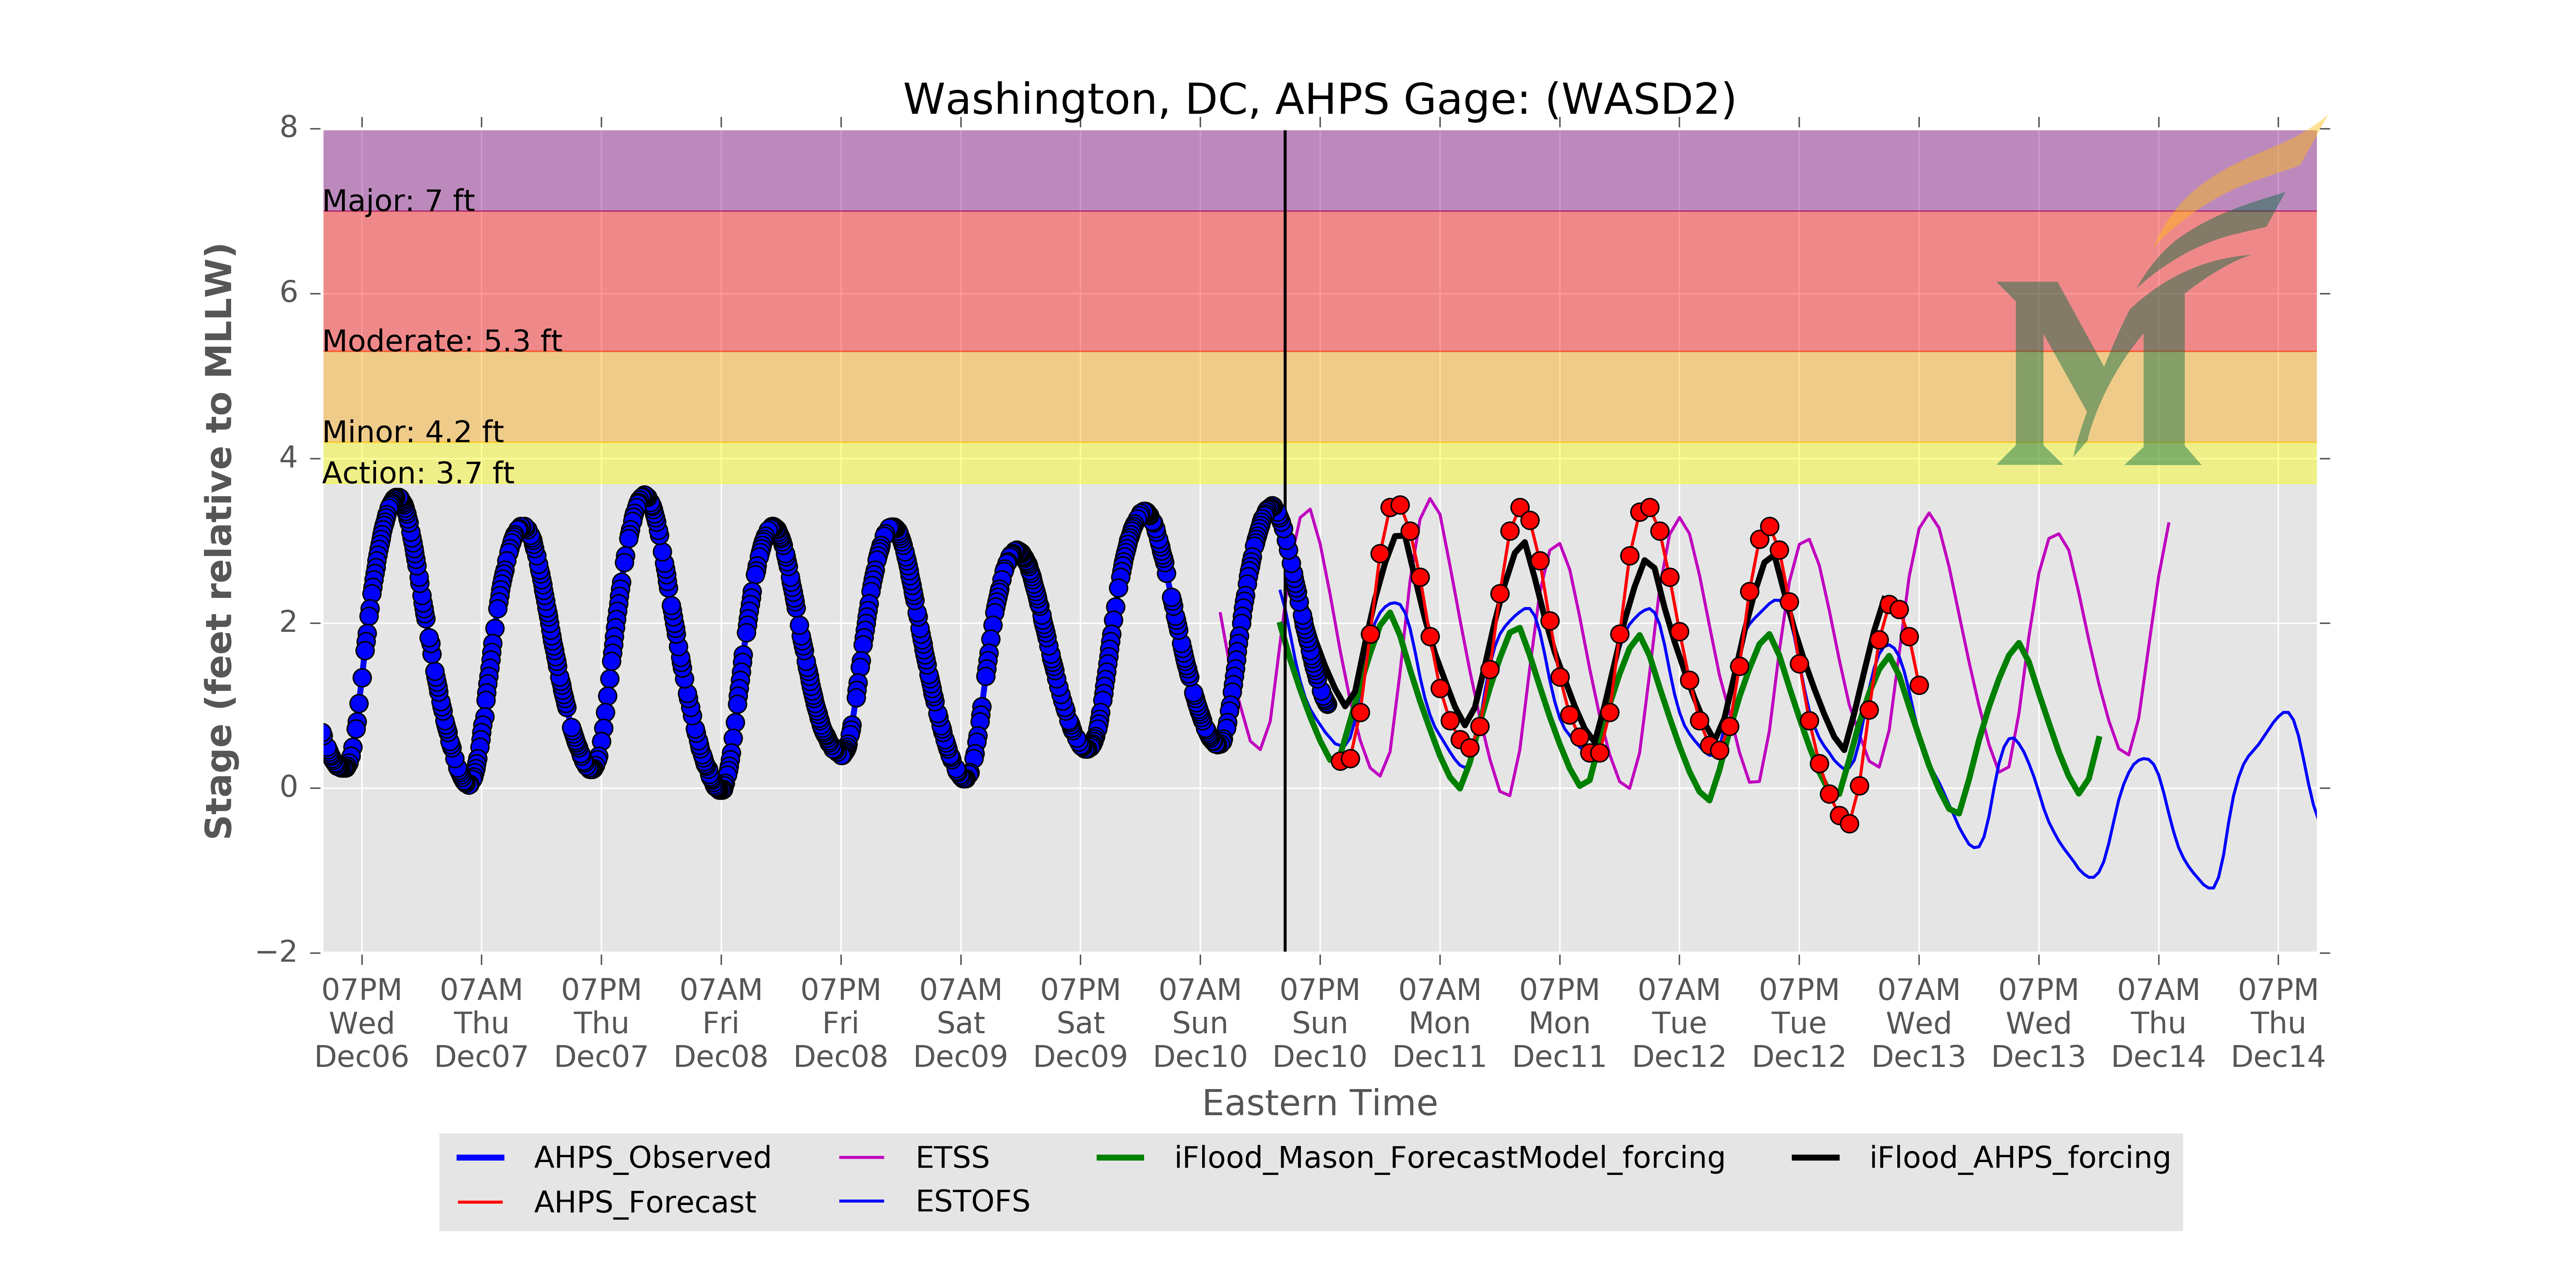 Washington, DC, AHPS Gage: (WASD2)
Stage (feet relative to MLLW)
8
6
4
2
0
−2
Major: 7 ft
Moderate: 5.3 ft
Minor: 4.2 ft
Action: 3.7 ft
M
07PM 07AM 07PM 07AM 07PM 07AM 07PM 07AM 07PM 07AM 07PM 07AM 07PM 07AM 07PM 07AM 07PM
Wed Thu Thu Fri Fri Sat Sat Sun Sun Mon Mon Tue Tue Wed Wed Thu Thu
Dec06 Dec07 Dec07 Dec08 Dec08 Dec09 Dec09 Dec10 Dec10 Dec11 Dec11 Dec12 Dec12 Dec13 Dec13 Dec14 Dec14
Eastern Time
AHPS_Observed ETSS iFlood_Mason_ForecastModel_forcing iFlood_AHPS_forcing
AHPS_Forecast ESTOFS